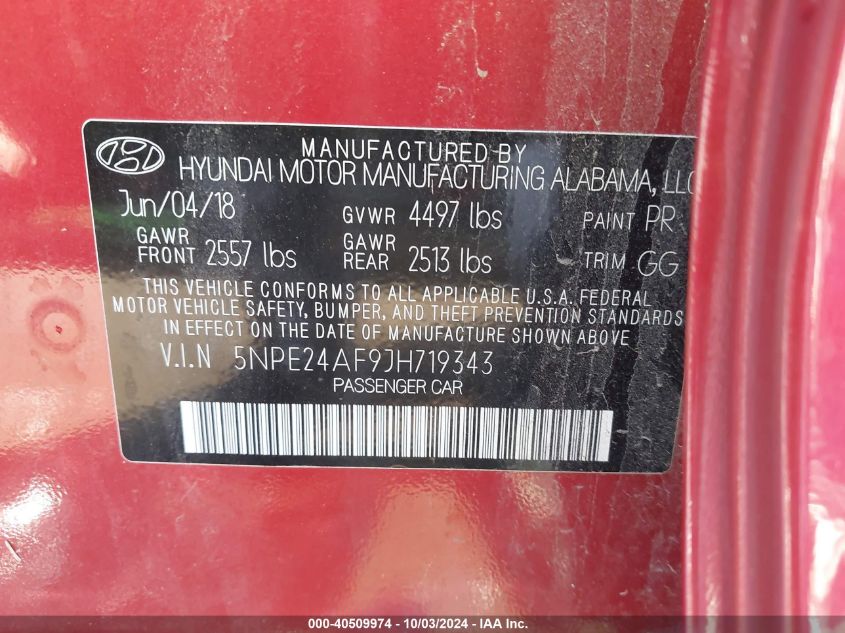 MANUFACTURED BY
HYUNDAI MOTOR MANUFACTURING ALABAMA, LLC
Jun/04/18 GVWR 4497 lbs PAINT PR
GAWR FRONT 2557 lbs GAWR REAR 2513 lbs TRIM GG
THIS VEHICLE CONFORMS TO ALL APPLICABLE U.S.A. FEDERAL
MOTOR VEHICLE SAFETY, BUMPER, AND THEFT PREVENTION STANDARDS
IN EFFECT ON THE DATE OF MANUFACTURE SHOWN ABOVE
V.I.N 5NPE24AF9JH719343
PASSENGER CAR
000-40509974 - 10/03/2024 - IAA Inc.